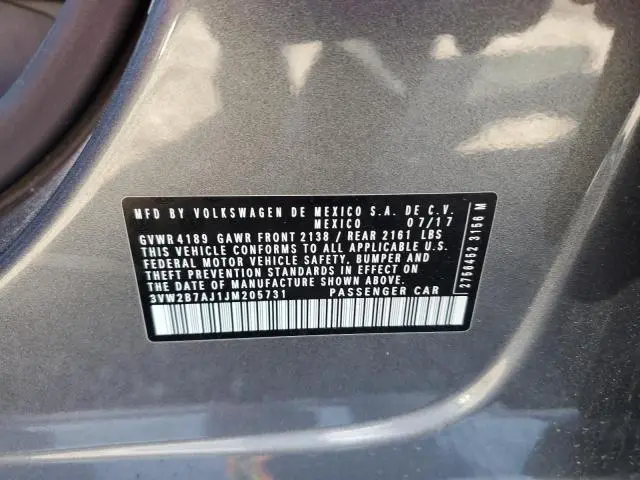 MFD BY VOLKSWAGEN DE MEXICO S.A. DE C.V.
MEXICO 07/17
GVWR 4189 GAWR FRONT 2138 / REAR 2161 LBS
THIS VEHICLE CONFORMS TO ALL APPLICABLE U.S.
FEDERAL MOTOR VEHICLE SAFETY, BUMPER AND
THEFT PREVENTION STANDARDS IN EFFECT ON
THE DATE OF MANUFACTURE SHOWN ABOVE.
3VW2B7AJ1JM205731 PASSENGER CAR
2756452 3156 M